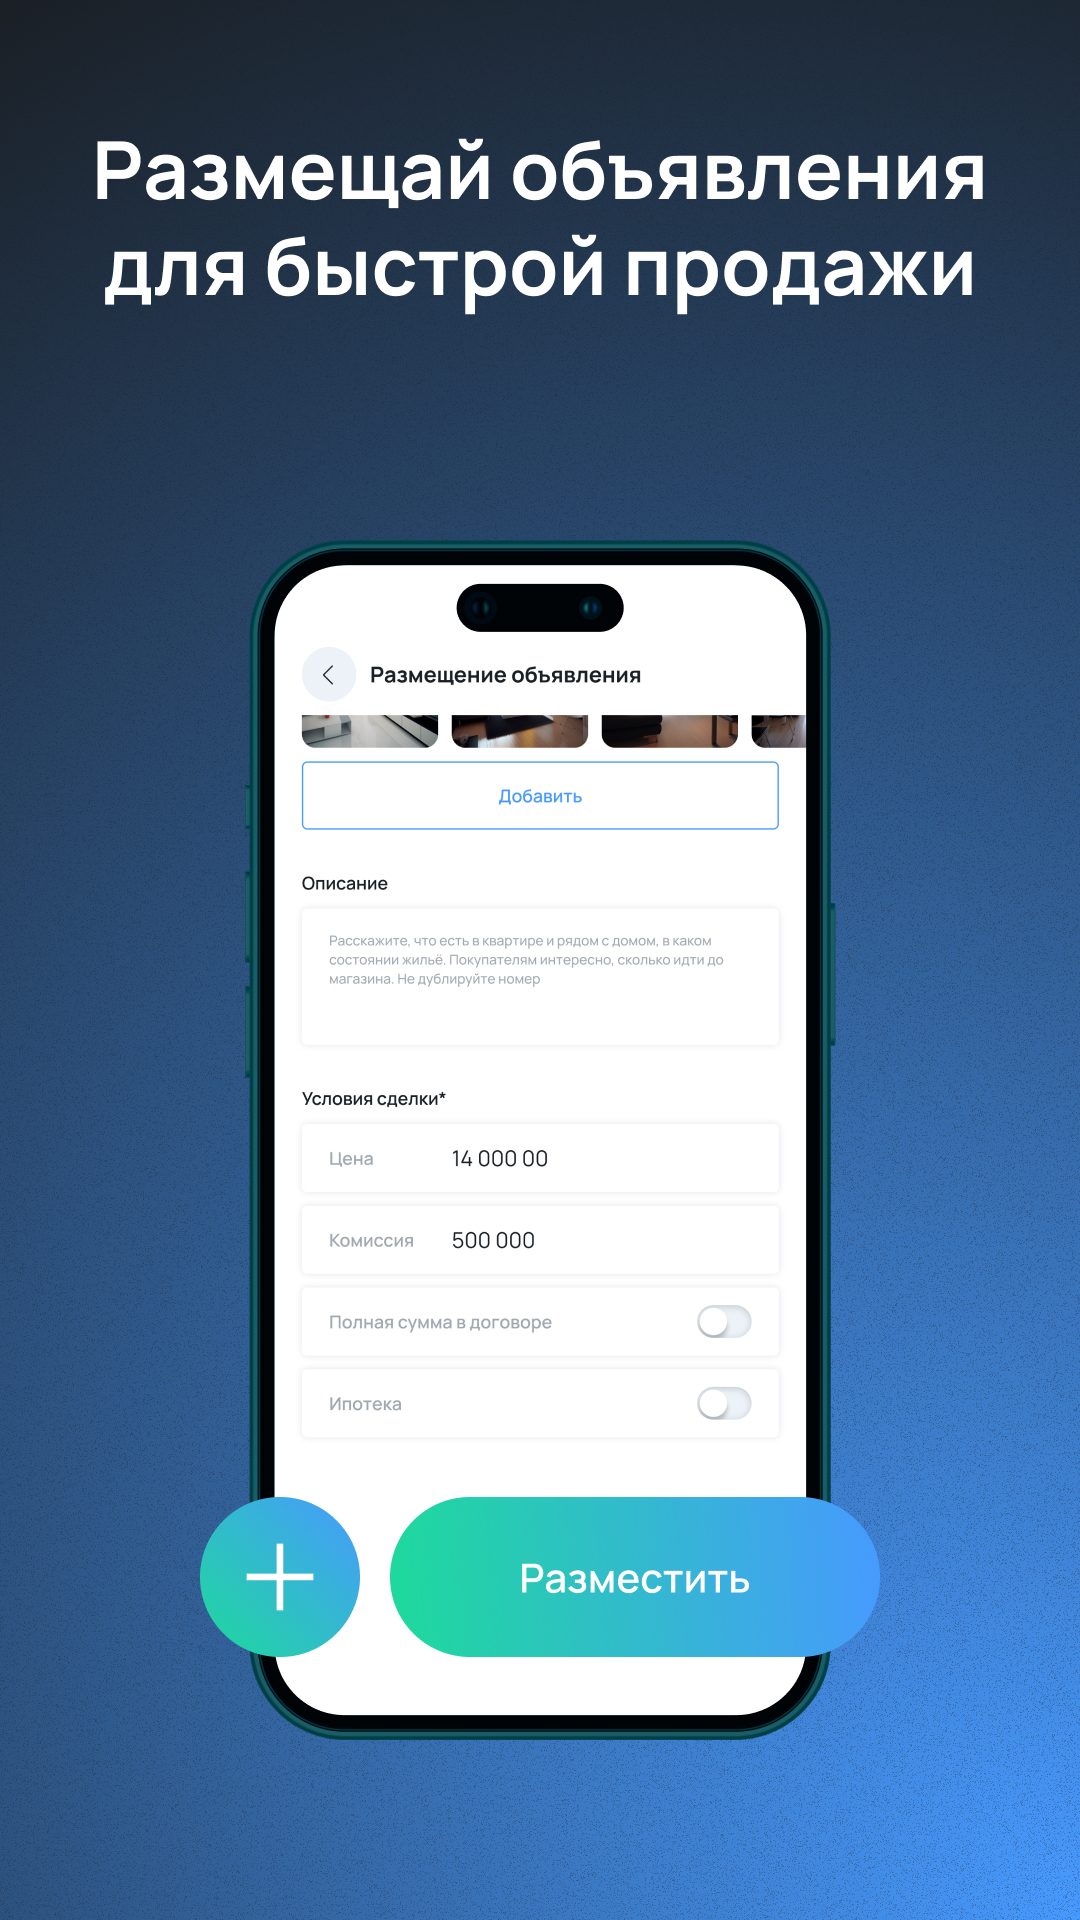 Размещай объявления
для быстрой продажи
Размещение объявления
Добавить
Описание
Расскажите, что есть в квартире и рядом с домом, в каком
состоянии жильё. Покупателям интересно, сколько идти до
магазина. Не дублируйте номер
Условия сделки*
Цена 14 000 00
Комиссия 500 000
Полная сумма в договоре
Ипотека
Разместить